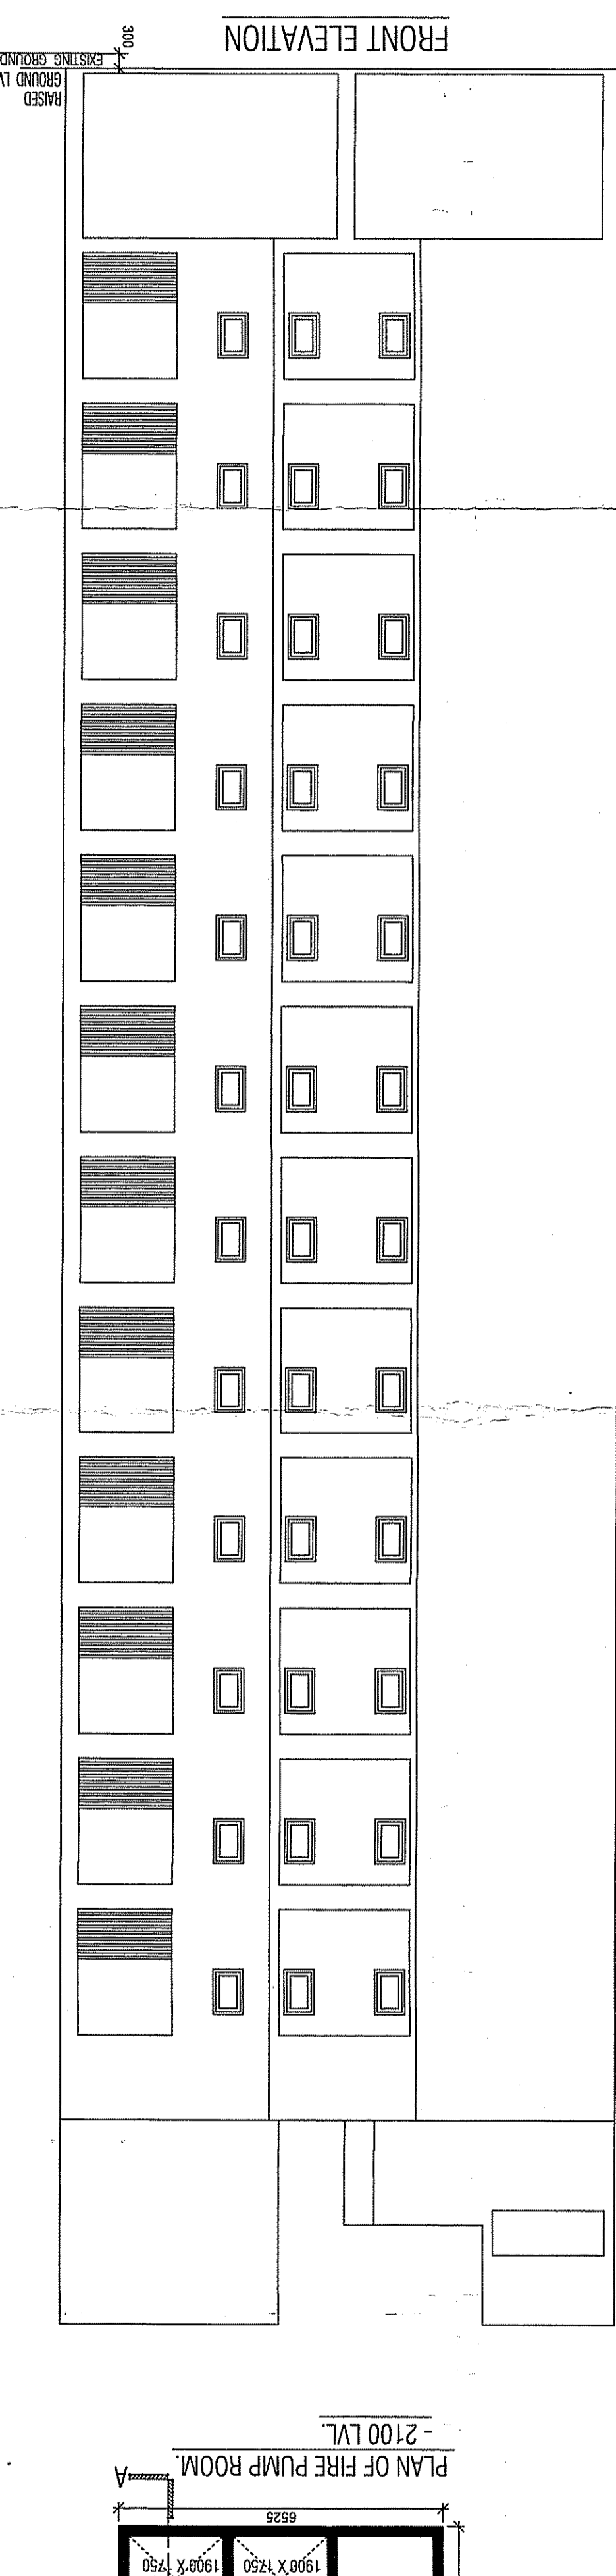 1900 X 1750
1900 X 1750
6525
A
PLAN OF FIRE PUMP ROOM.
- 2100 LVL.
RAISED
GROUND
EXISTING GROUND
300
FRONT ELEVATION